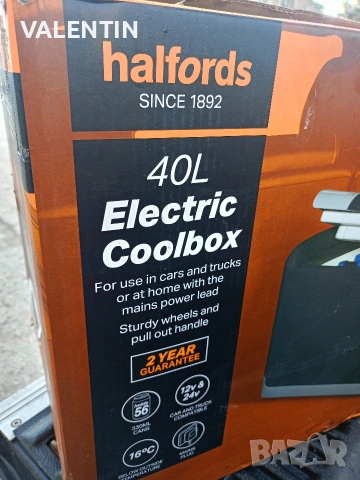 VALENTIN
halfords
SINCE 1892
40L
Electric
Coolbox
For use in cars and trucks
or at home with the
mains power lead
Sturdy wheels and
pull out handle
2 YEAR
GUARANTEE
56
330ML
CANS
12v &
24v
CAR AND TRUCK
COMPATIBLE
16°C
BELOW OUTSIDE
TEMPERATURE
MAINS
PLUG
BAZAR